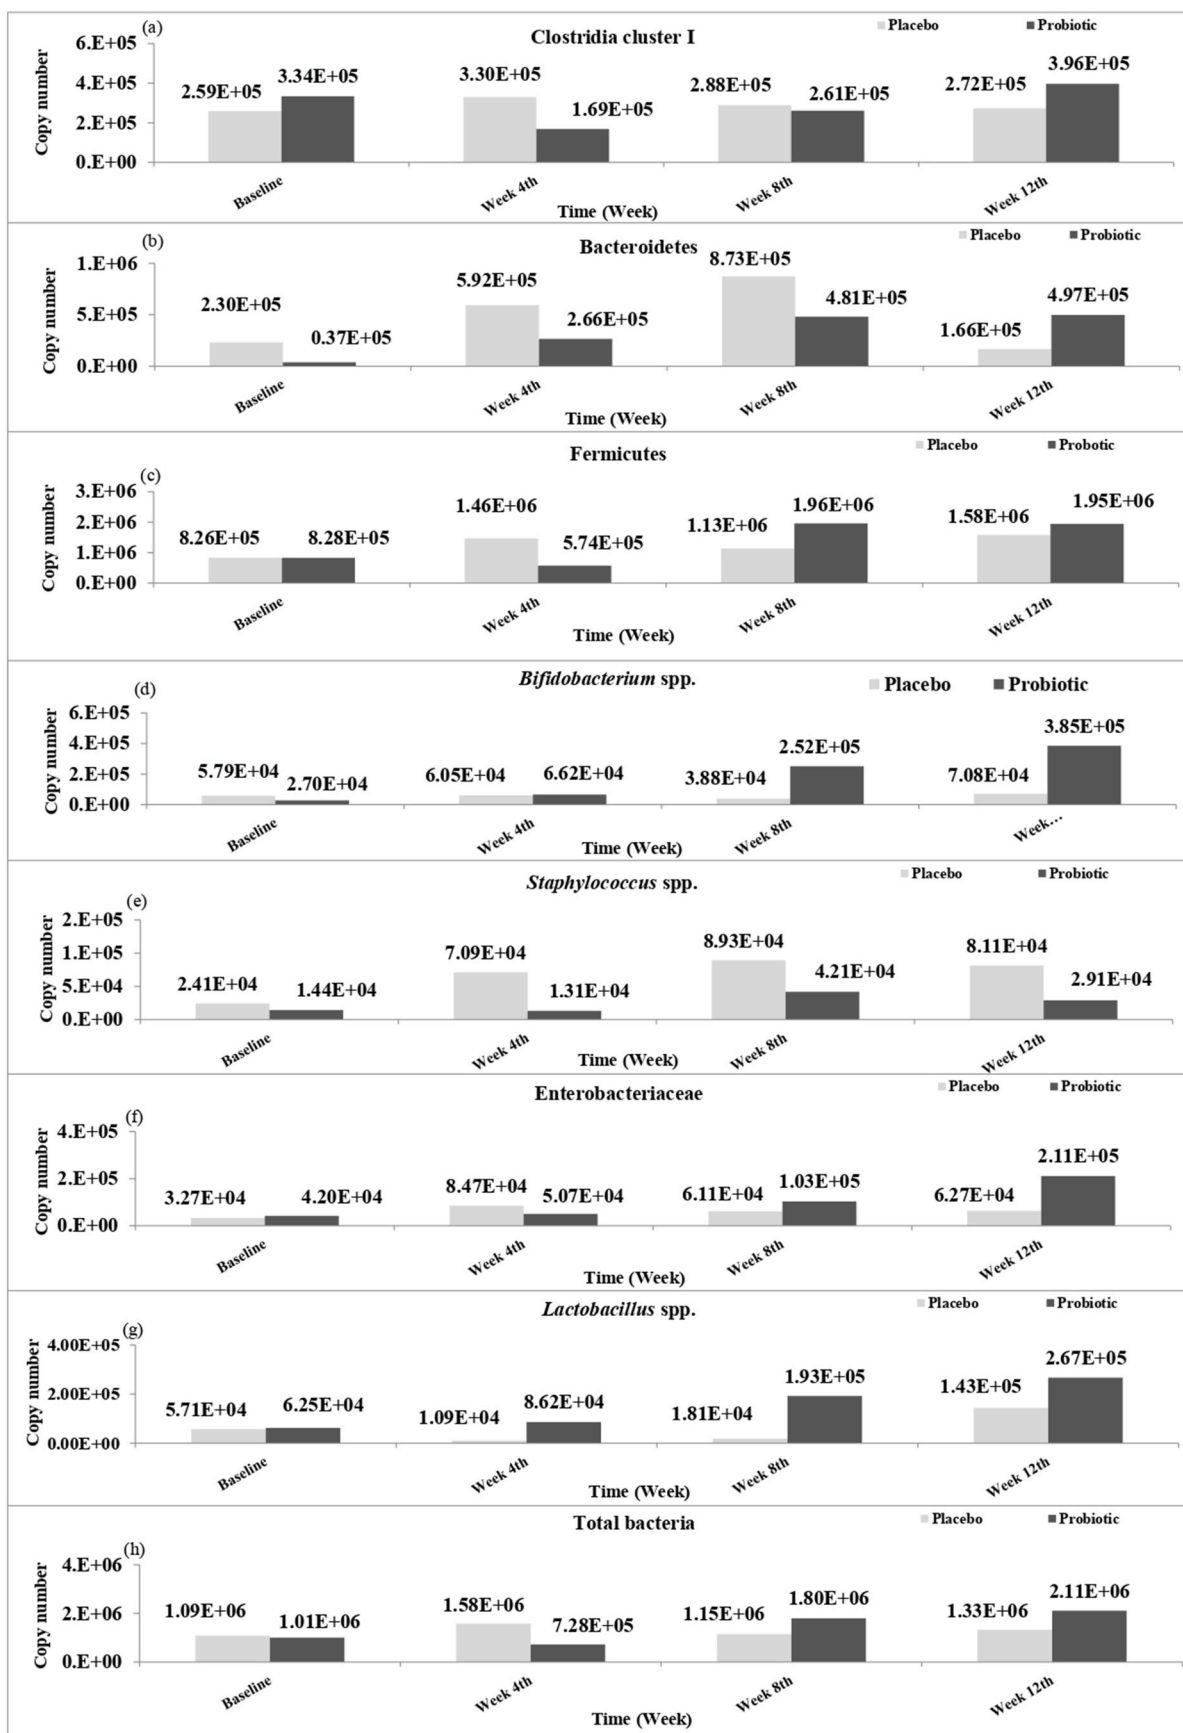 (a)
Clostridia cluster I
Placebo Probiotic
Copy number
6.E+05
4.E+05
2.E+05
0.E+00
2.59E+05 3.34E+05 3.30E+05 1.69E+05 2.88E+05 2.61E+05 2.72E+05 3.96E+05
Baseline Week 4th Week 8th Week 12th
Time (Week)
(b)
Bacteroidetes
Placebo Probiotic
Copy number
1.E+06
5.E+05
0.E+00
2.30E+05 0.37E+05 5.92E+05 2.66E+05 8.73E+05 4.81E+05 1.66E+05 4.97E+05
Baseline Week 4th Week 8th Week 12th
Time (Week)
(c)
Fermicutes
Placebo Probotic
Copy number
3.E+06
2.E+06
1.E+06
0.E+00
8.26E+05 8.28E+05 1.46E+06 5.74E+05 1.13E+06 1.96E+06 1.58E+06 1.95E+06
Baseline Week 4th Week 8th Week 12th
Time (Week)
(d)
Bifidobacterium spp.
Placebo Probiotic
Copy number
6.E+05
4.E+05
2.E+05
0.E+00
5.79E+04 2.70E+04 6.05E+04 6.62E+04 3.88E+04 2.52E+05 7.08E+04 3.85E+05
Baseline Week 4th Week 8th Week...
Time (Week)
(e)
Staphylococcus spp.
Placebo Probiotic
Copy number
2.E+05
1.E+05
5.E+04
0.E+00
2.41E+04 1.44E+04 7.09E+04 1.31E+04 8.93E+04 4.21E+04 8.11E+04 2.91E+04
Baseline Week 4th Week 8th Week 12th
Time (Week)
(f)
Enterobacteriaceae
Placebo Probiotic
Copy number
4.E+05
2.E+05
0.E+00
3.27E+04 4.20E+04 8.47E+04 5.07E+04 6.11E+04 1.03E+05 6.27E+04 2.11E+05
Baseline Week 4th Week 8th Week 12th
Time (Week)
(g)
Lactobacillus spp.
Placebo Probiotic
Copy number
4.00E+05
2.00E+05
0.00E+00
5.71E+04 6.25E+04 1.09E+04 8.62E+04 1.81E+04 1.93E+05 1.43E+05 2.67E+05
Baseline Week 4th Week 8th Week 12th
Time (Week)
(h)
Total bacteria
Placebo Probiotic
Copy number
4.E+06
2.E+06
0.E+00
1.09E+06 1.01E+06 1.58E+06 7.28E+05 1.15E+06 1.80E+06 1.33E+06 2.11E+06
Baseline Week 4th Week 8th Week 12th
Time (Week)